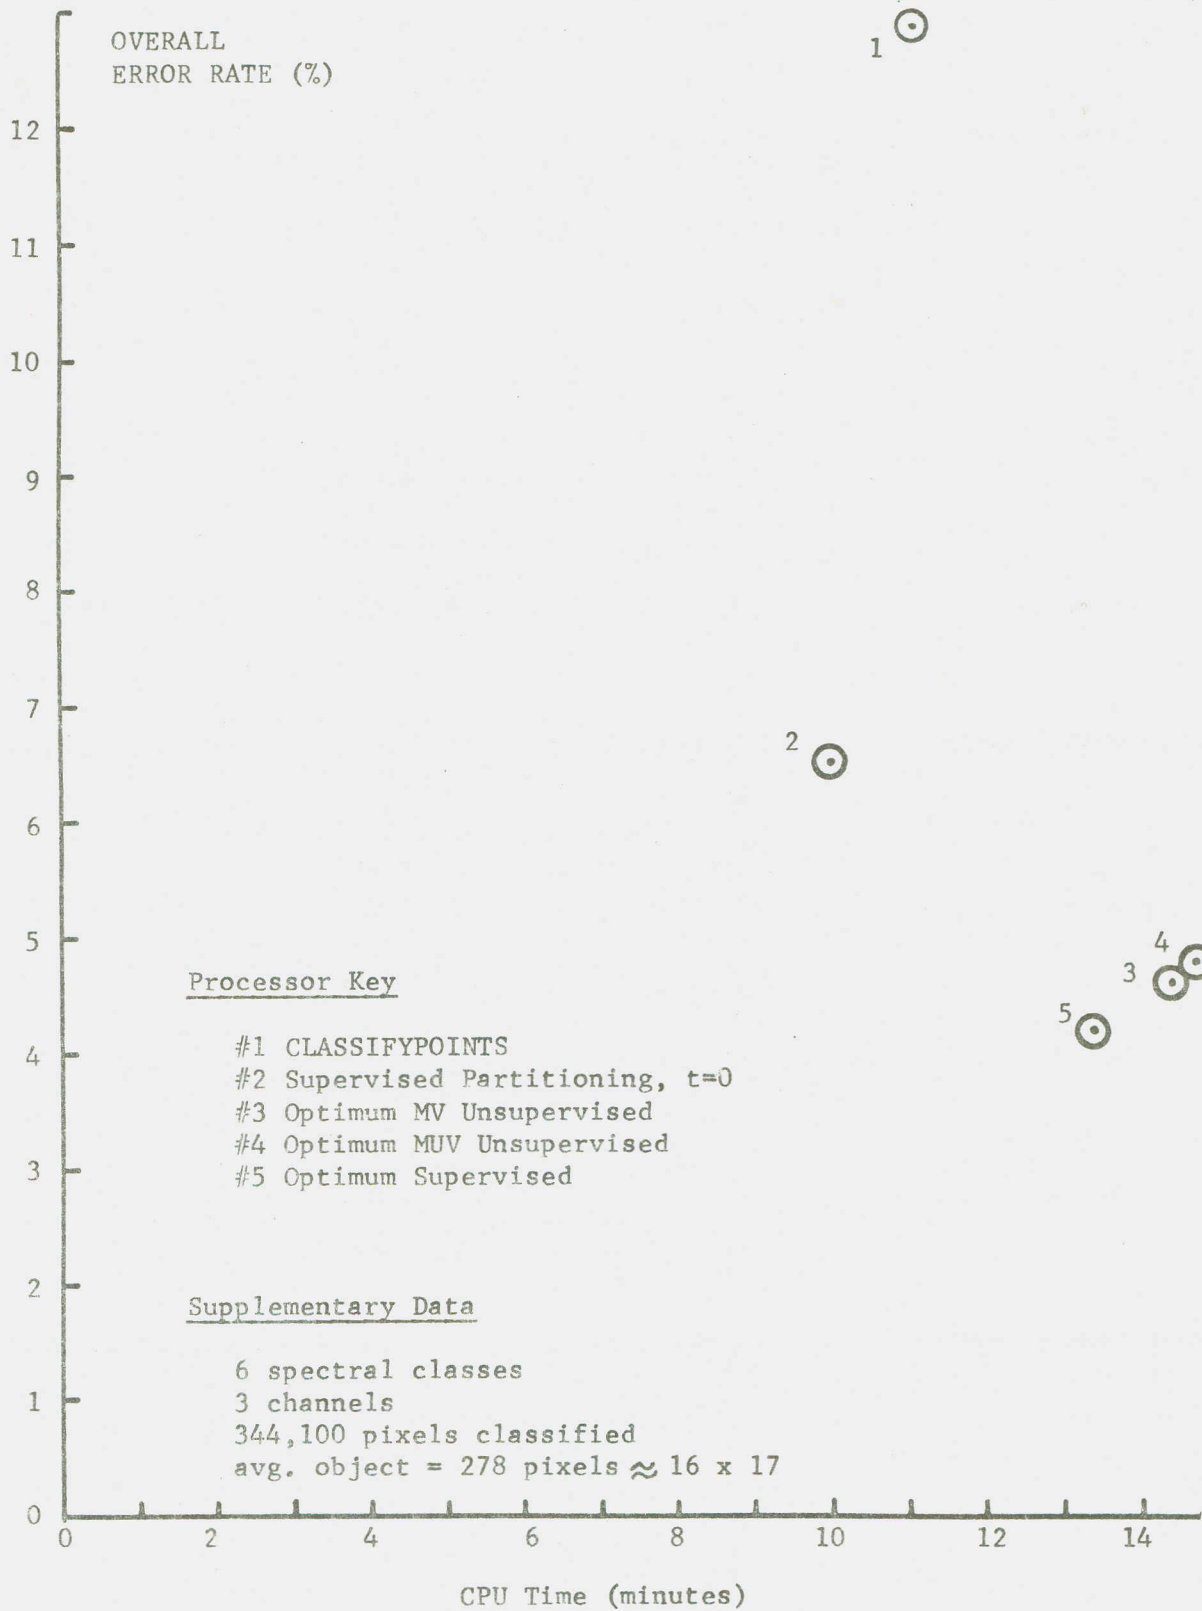 OVERALL
ERROR RATE (%)
1
12
11
10
9
8
7
2
6
5
4
3
5
4
3
2
1
0
Processor Key
#1 CLASSIFYPOINTS
#2 Supervised Partitioning, t=0
#3 Optimum MV Unsupervised
#4 Optimum MUV Unsupervised
#5 Optimum Supervised
Supplementary Data
6 spectral classes
3 channels
344,100 pixels classified
avg. object = 278 pixels ≈ 16 x 17
0 2 4 6 8 10 12 14
CPU Time (minutes)